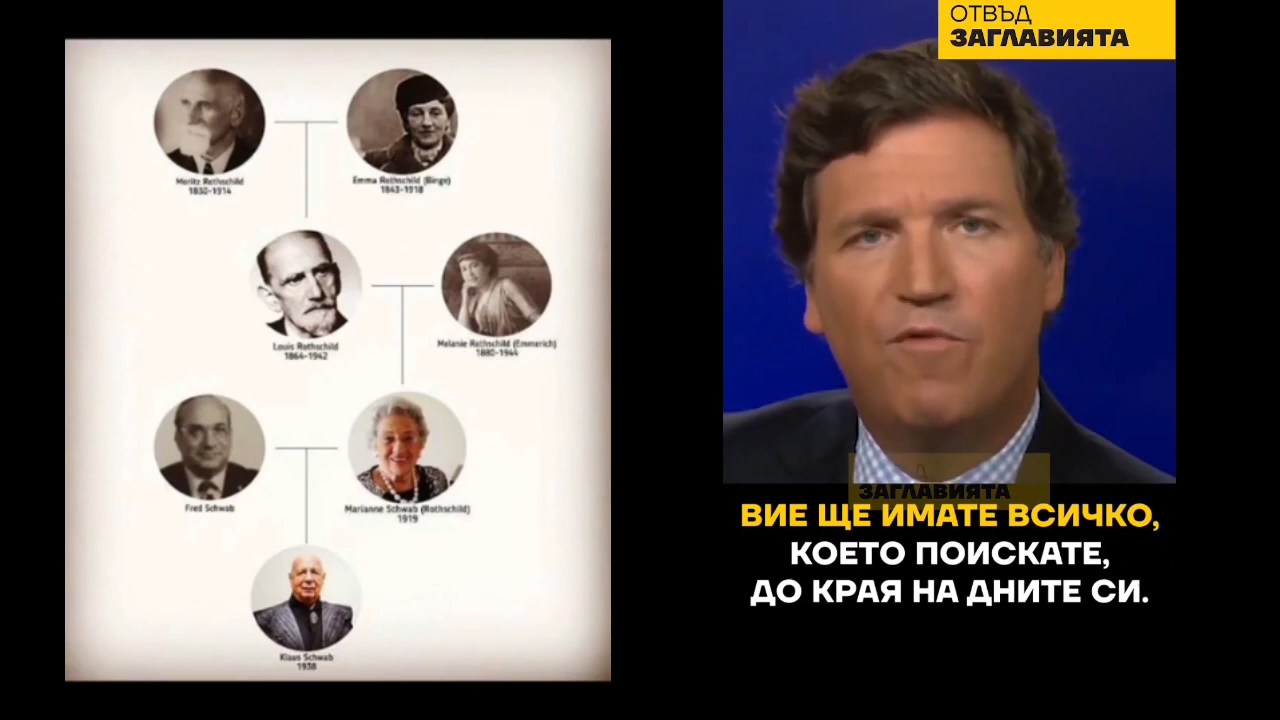 Moritz Rothschild
1830-1914
Emma Rothschild (Binge)
1843-1918
Louis Rothschild
1864-1942
Melanie Rothschild (Emmerich)
1880-1944
Fred Schwab
Marianne Schwab (Rothschild)
1919
Klaus Schwab
1938
ОТВЪД
ЗАГЛАВИЯТА
ЗАГЛАВИЯТА
ВИЕ ЩЕ ИМАТЕ ВСИЧКО,
КОЕТО ПОИСКАТЕ,
ДО КРАЯ НА ДНИТЕ СИ.